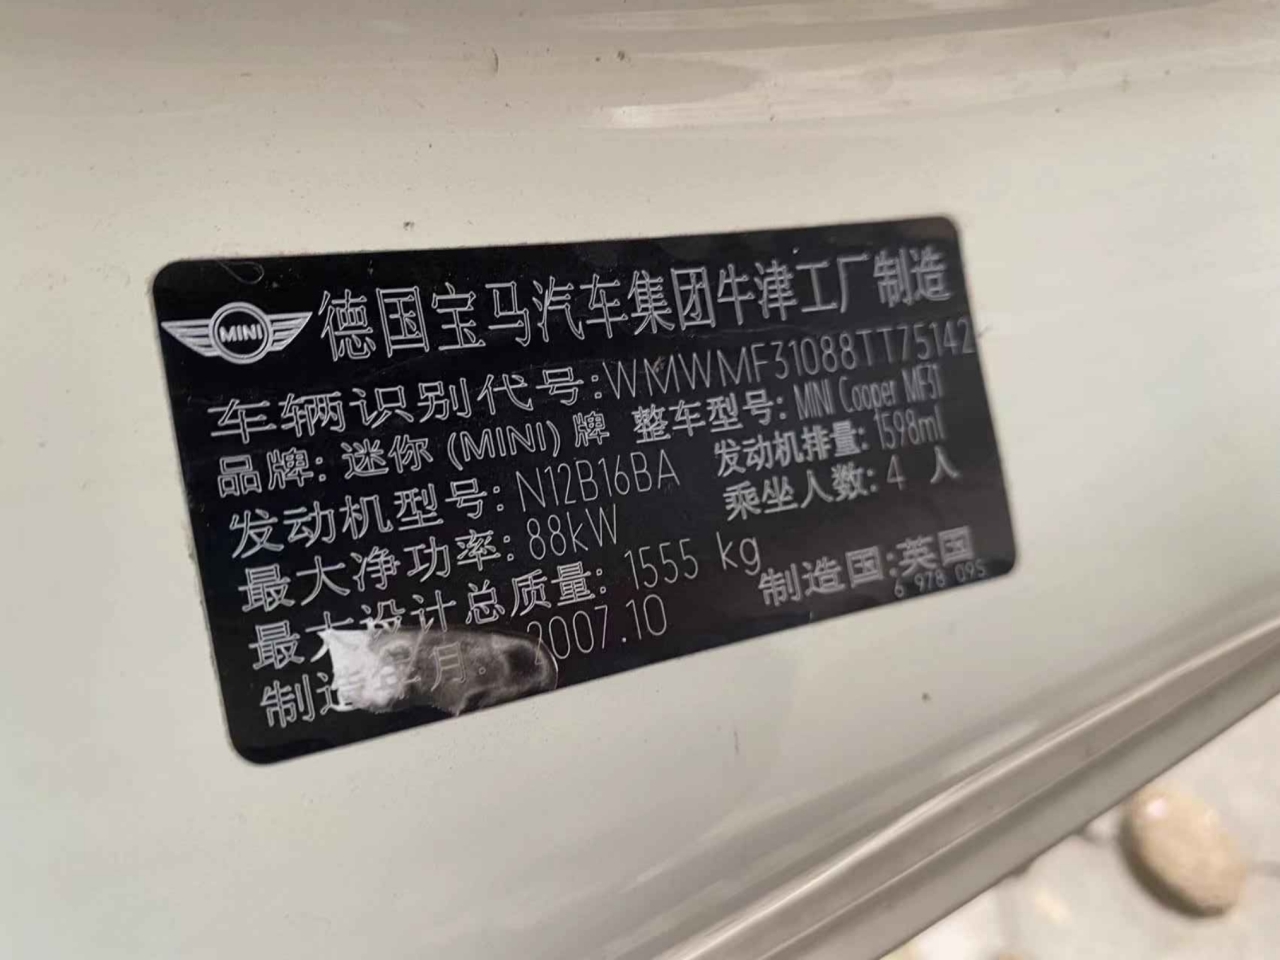 MINI
德国宝马汽车集团牛津工厂制造
车辆识别代号:WMWMF31088TT75142
品牌:迷你(MINI)牌 整车型号:MINI Cooper MF31
发动机型号:N12B16BA 发动机排量:1598ml
最大净功率:88kW 乘坐人数:4 人
最大设计总质量:1555 kg
制造年月:2007.10 制造国:英国
6 978 095